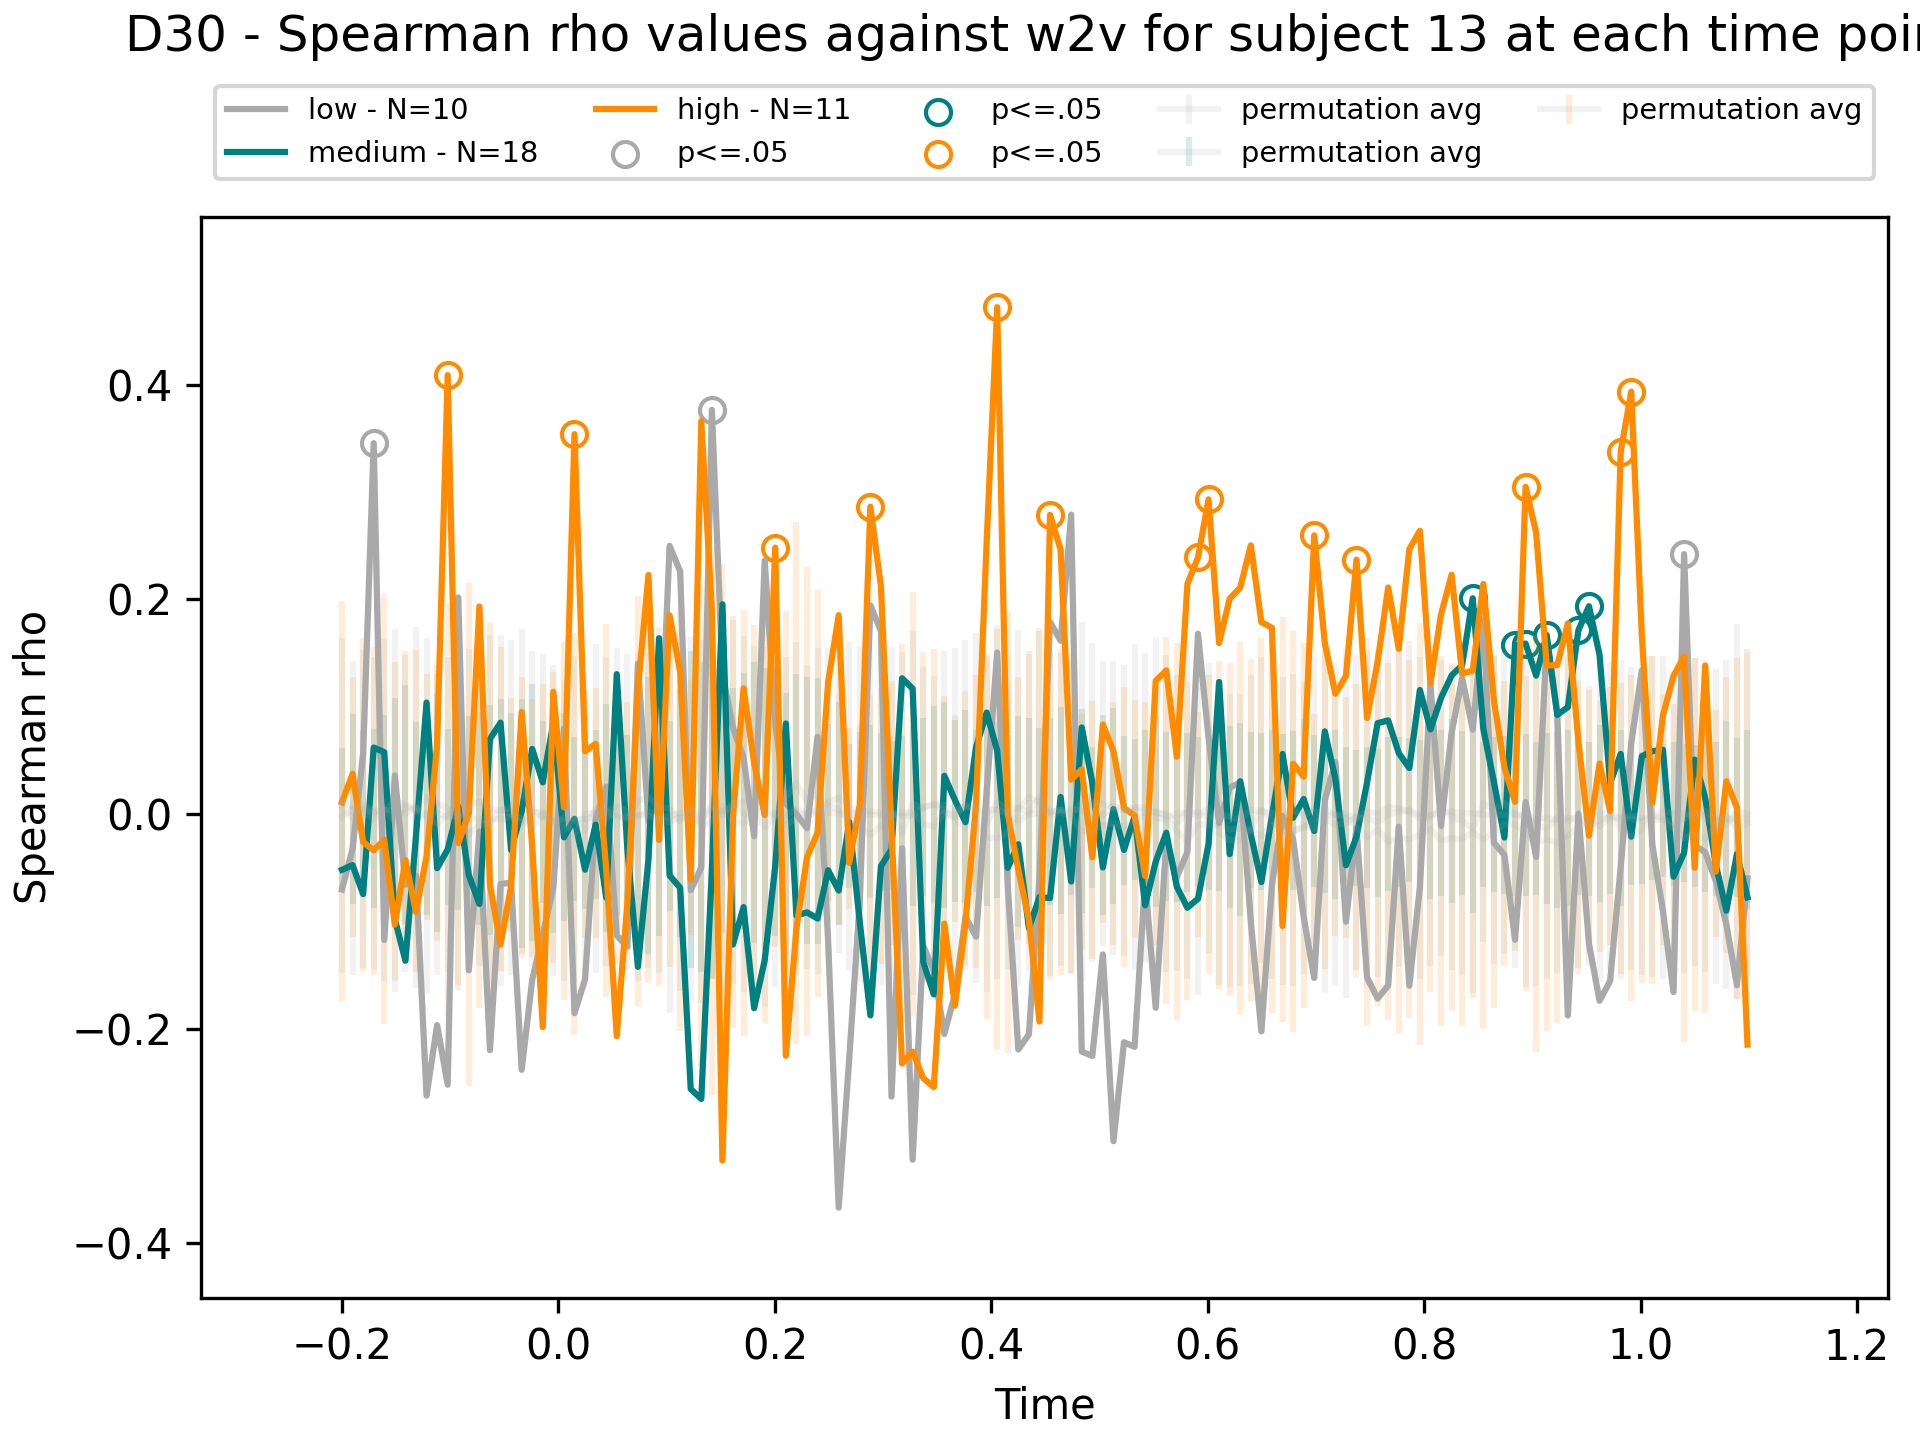 D30 - Spearman rho values against w2v for subject 13 at each time poi
low - N=10
medium - N=18
high - N=11
p<=.05
p<=.05
p<=.05
permutation avg
permutation avg
permutation avg
Spearman rho
0.4
0.2
0.0
−0.2
−0.4
−0.2 0.0 0.2 0.4 0.6 0.8 1.0 1.2
Time